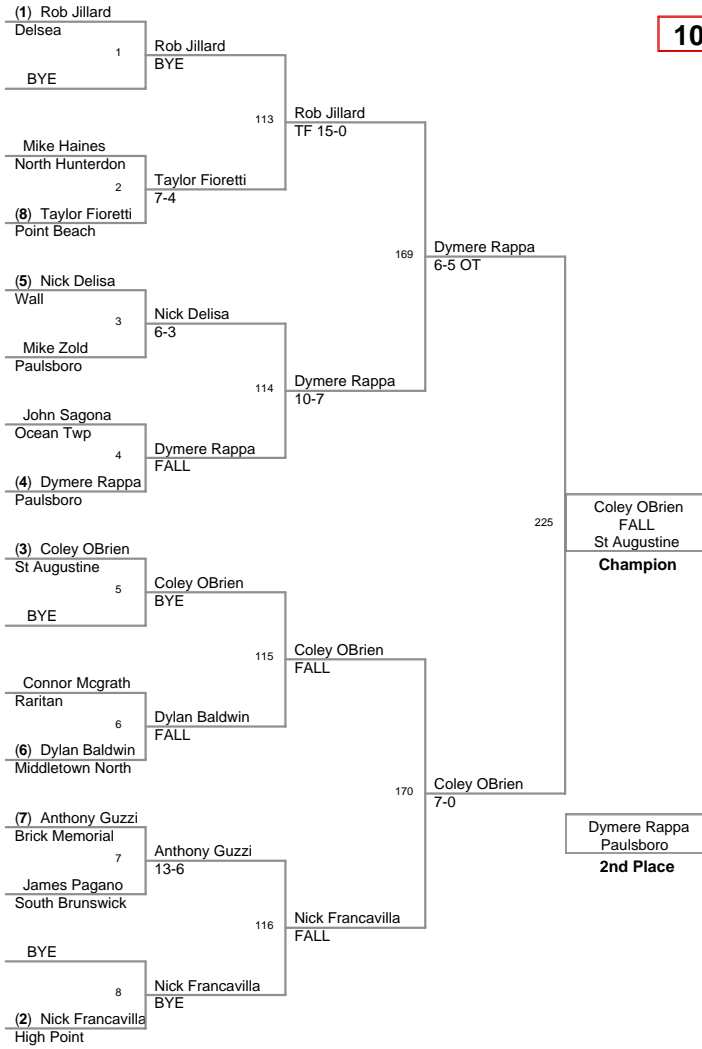 (1) Rob Jillard
Delsea
1
BYE
Rob Jillard
BYE
113
Mike Haines
North Hunterdon
2
(8) Taylor Fioretti
Point Beach
Taylor Fioretti
7-4
Rob Jillard
TF 15-0
169
(5) Nick Delisa
Wall
3
Mike Zold
Paulsboro
Nick Delisa
6-3
114
John Sagona
Ocean Twp
4
(4) Dymere Rappa
Paulsboro
Dymere Rappa
FALL
Dymere Rappa
10-7
Dymere Rappa
6-5 OT
225
(3) Coley OBrien
St Augustine
5
BYE
Coley OBrien
BYE
115
Connor Mcgrath
Raritan
6
(6) Dylan Baldwin
Middletown North
Dylan Baldwin
FALL
Coley OBrien
FALL
170
(7) Anthony Guzzi
Brick Memorial
7
James Pagano
South Brunswick
Anthony Guzzi
13-6
116
BYE
8
(2) Nick Francavilla
High Point
Nick Francavilla
BYE
Nick Francavilla
FALL
Coley OBrien
7-0
Coley OBrien
FALL
St Augustine
Champion
Dymere Rappa
Paulsboro
2nd Place
10